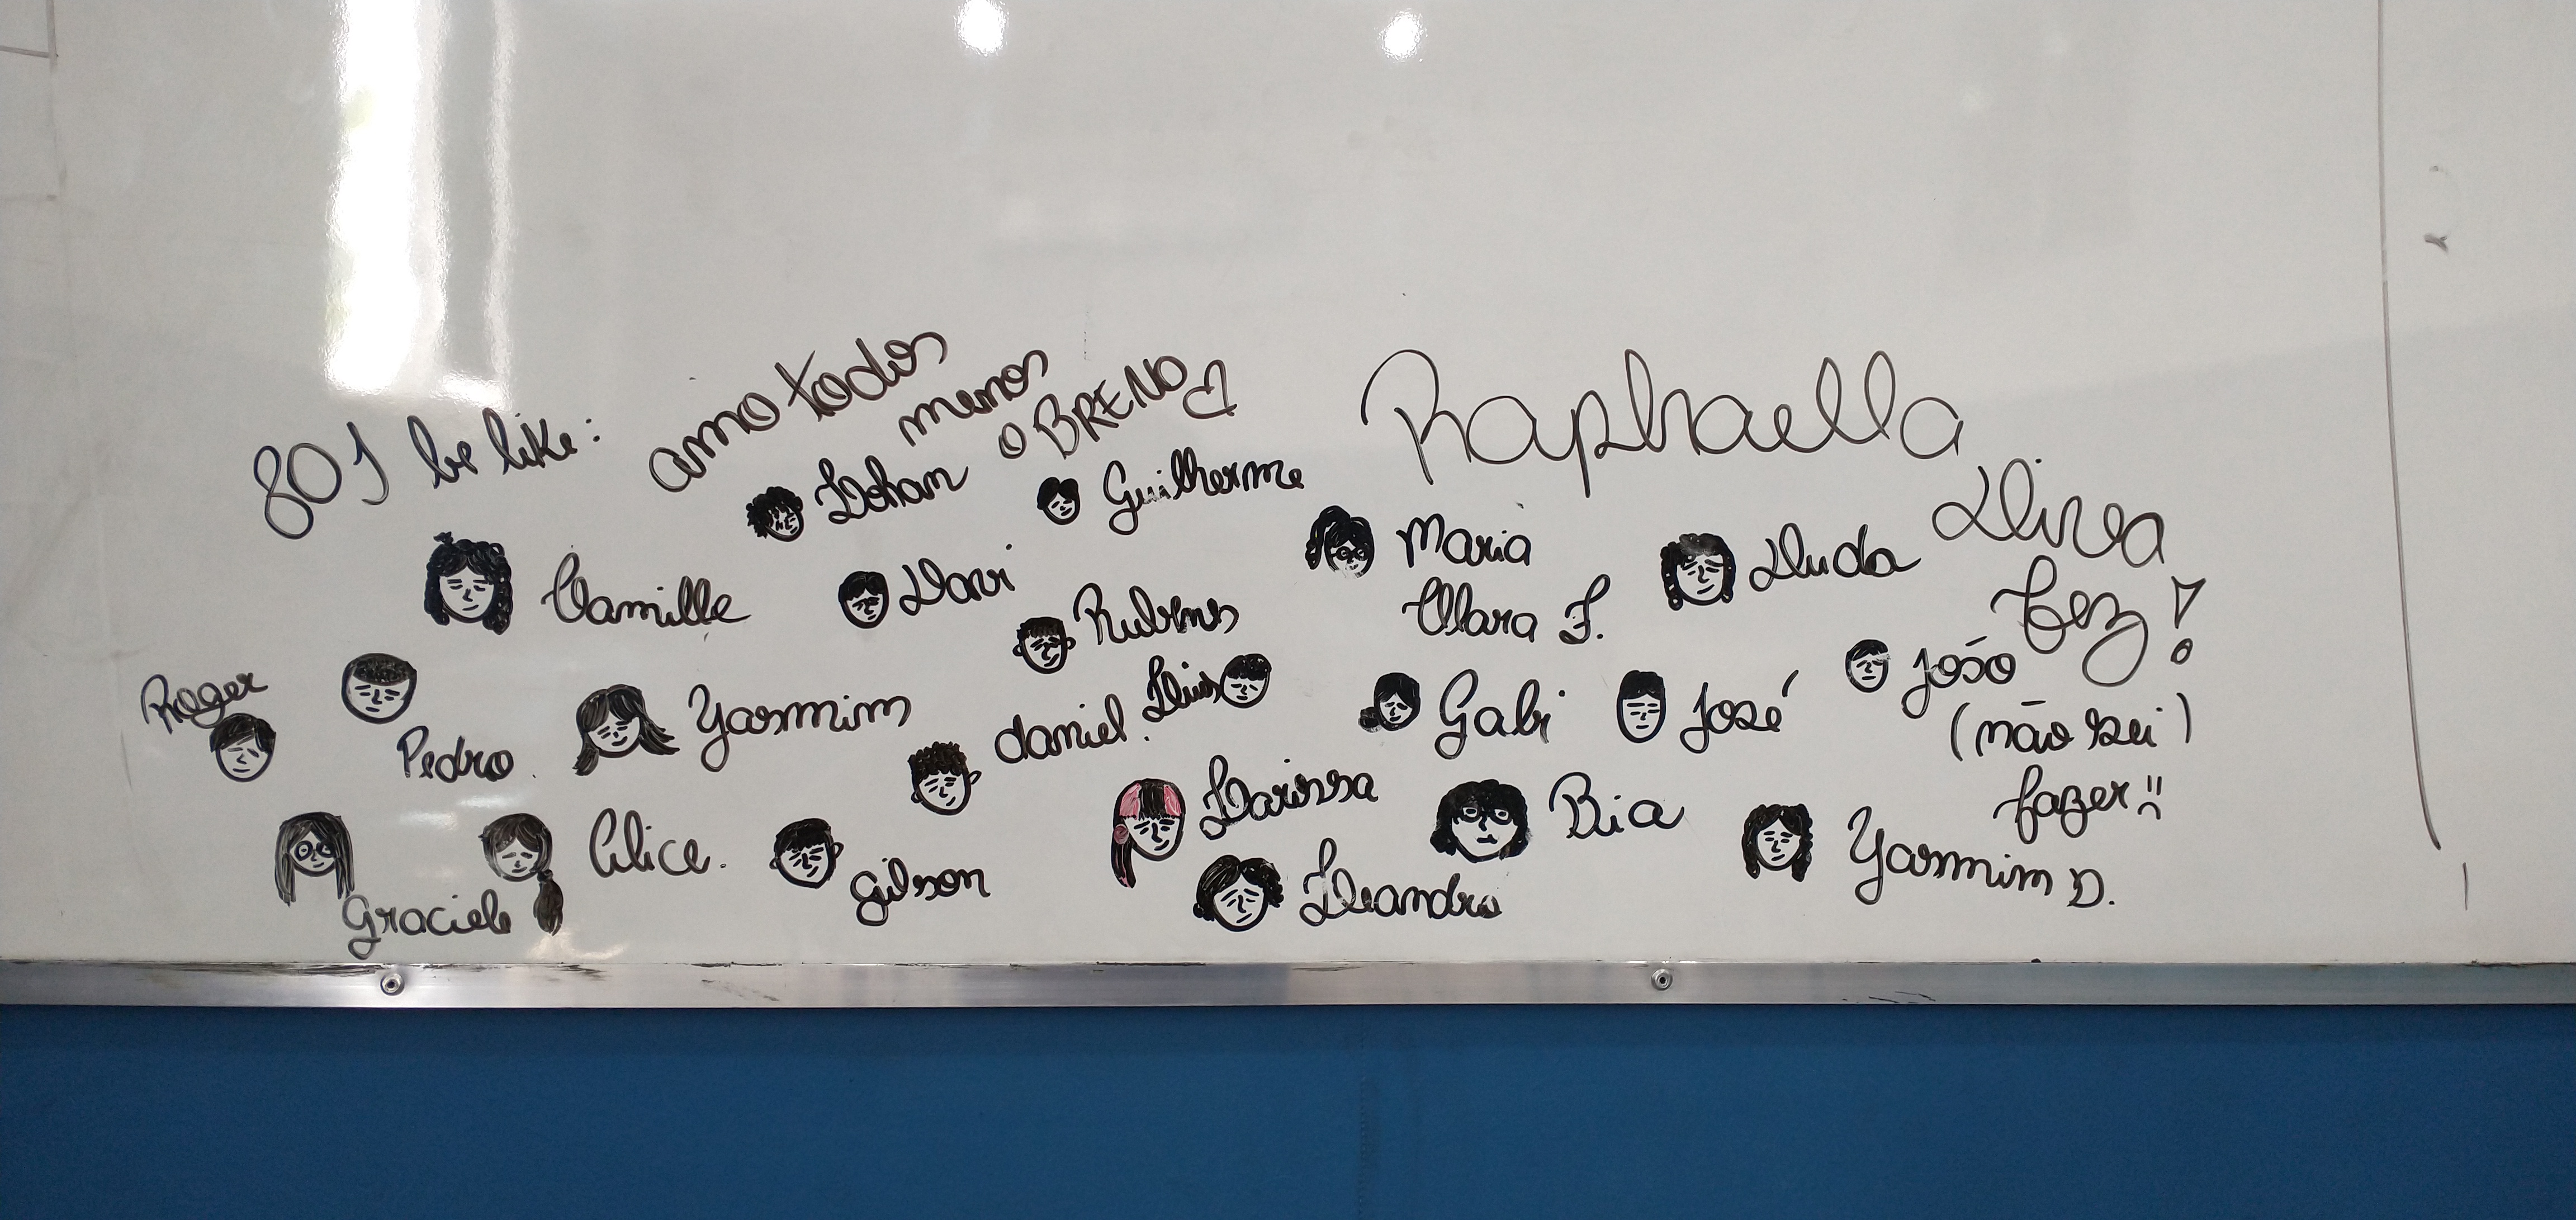 801 be like:
amo todos
menos
o BRENO
Raphaella
Diva
fez!
Lohan
Guilherme
Maria
Clara F.
Duda
Camille
Davi
Rubens
Luis
Roger
Pedro.
Yasmim
daniel.
Gabi
José
João
(não sei)
fazer
Larissa
Graciele
Alice.
Gilson
Leandro
Bia
Yasmim D.